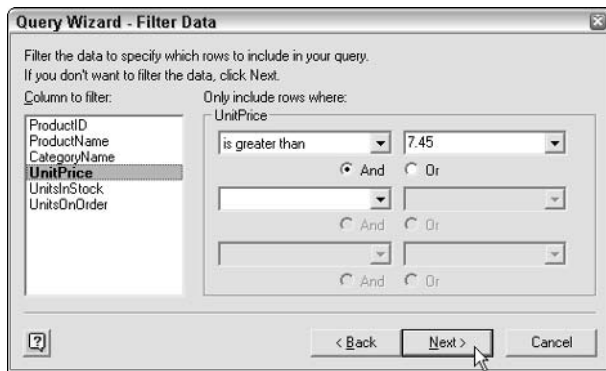 Query Wizard - Filter Data
Filter the data to specify which rows to include in your query.
If you don't want to filter the data, click Next.
Column to filter:
Only include rows where:
ProductID
ProductName
CategoryName
UnitPrice
UnitsInStock
UnitsOnOrder
UnitPrice
is greater than 7.45
And Or
And Or
And Or
?
< Back Next > Cancel